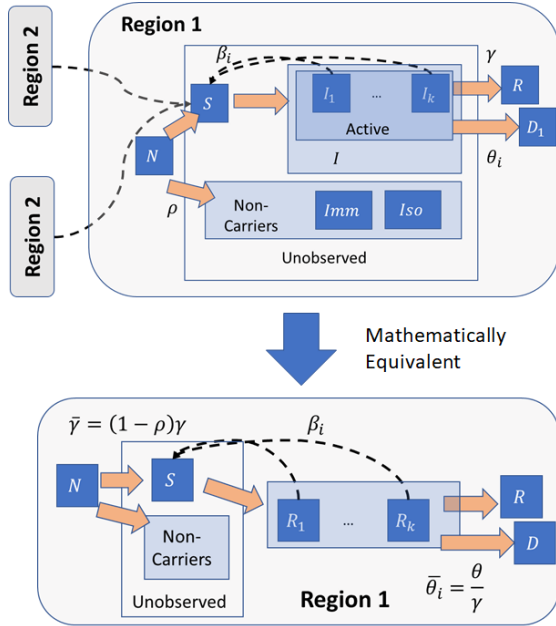 Region 2
Region 2
Region 1
β_i
γ
S
I_1
...
I_k
R
Active
D_1
N
I
θ_i
ρ
Non-
Carriers
Imm
Iso
Unobserved
Mathematically
Equivalent
γ̄ = (1 − ρ)γ
β_i
N
S
R_1
...
R_k
R
Non-
Carriers
D
Unobserved
Region 1
θ̄_i = θ/γ